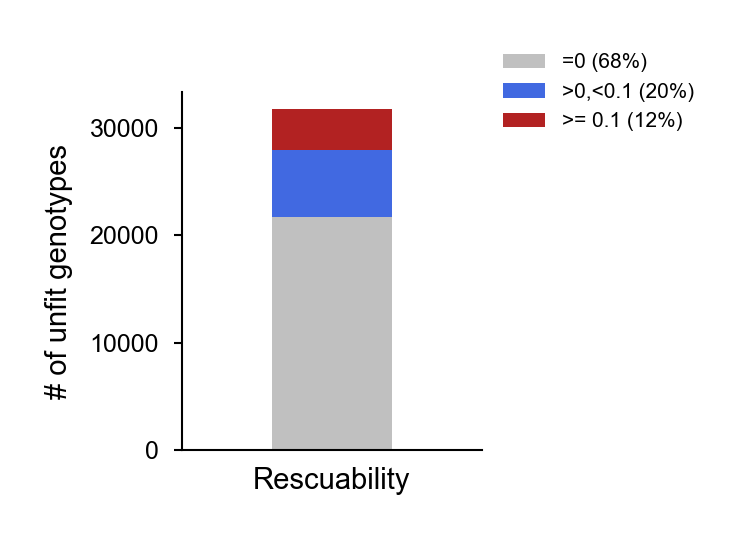 =0 (68%)
>0,<0.1 (20%)
>= 0.1 (12%)
# of unfit genotypes
30000
20000
10000
0
Rescuability